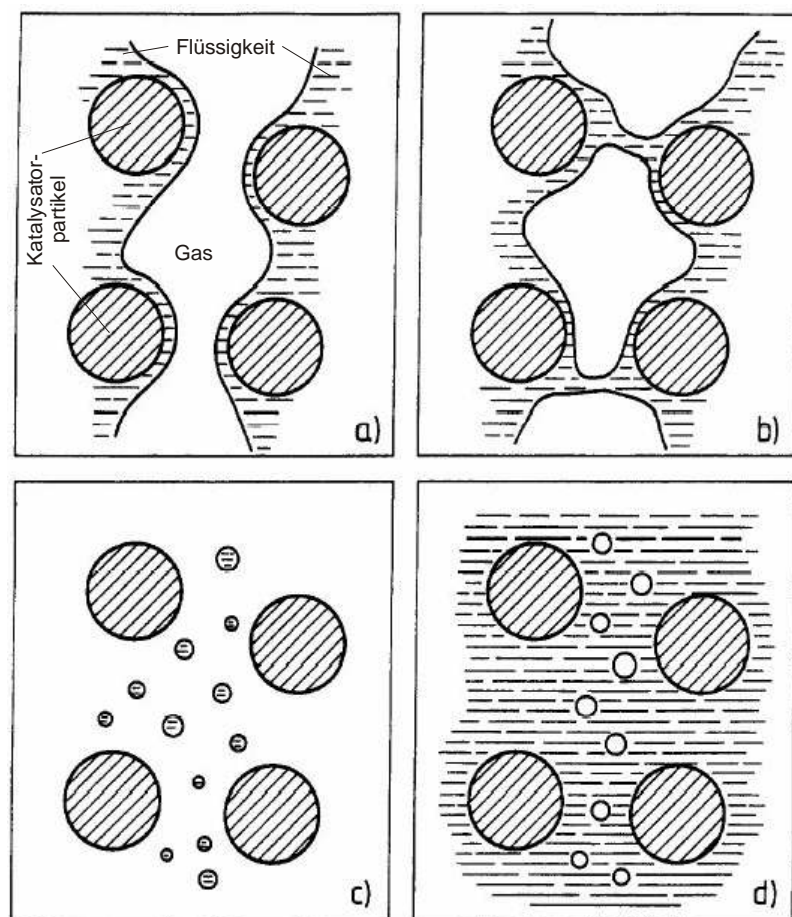 Flüssigkeit
Katalysator-
partikel
Gas
a)
b)
c)
d)